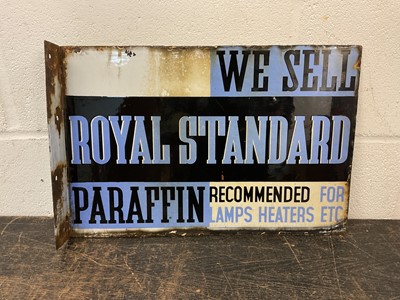 WE SELL
ROYAL STANDARD
PARAFFIN
RECOMMENDED FOR
LAMPS HEATERS ETC